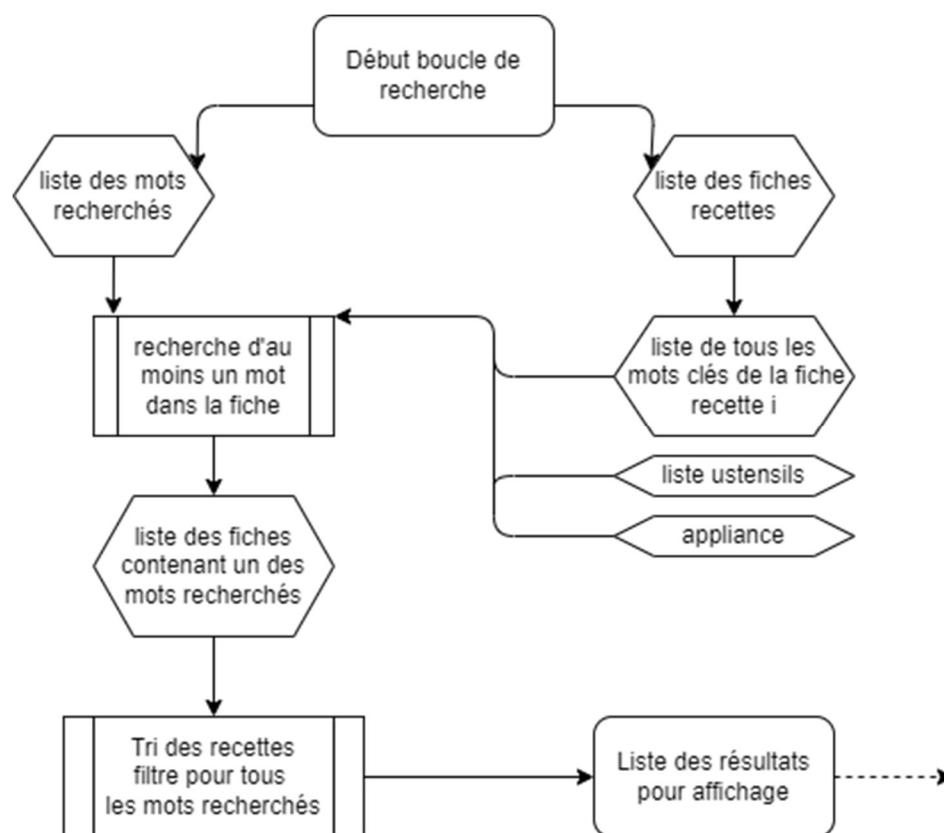 Début boucle de
recherche
liste des mots
recherchés
liste des fiches
recettes
recherche d'au
moins un mot
dans la fiche
liste de tous les
mots clés de la fiche
recette i
liste ustensils
appliance
liste des fiches
contenant un des
mots recherchés
Tri des recettes
filtre pour tous
les mots recherchés
Liste des résultats
pour affichage